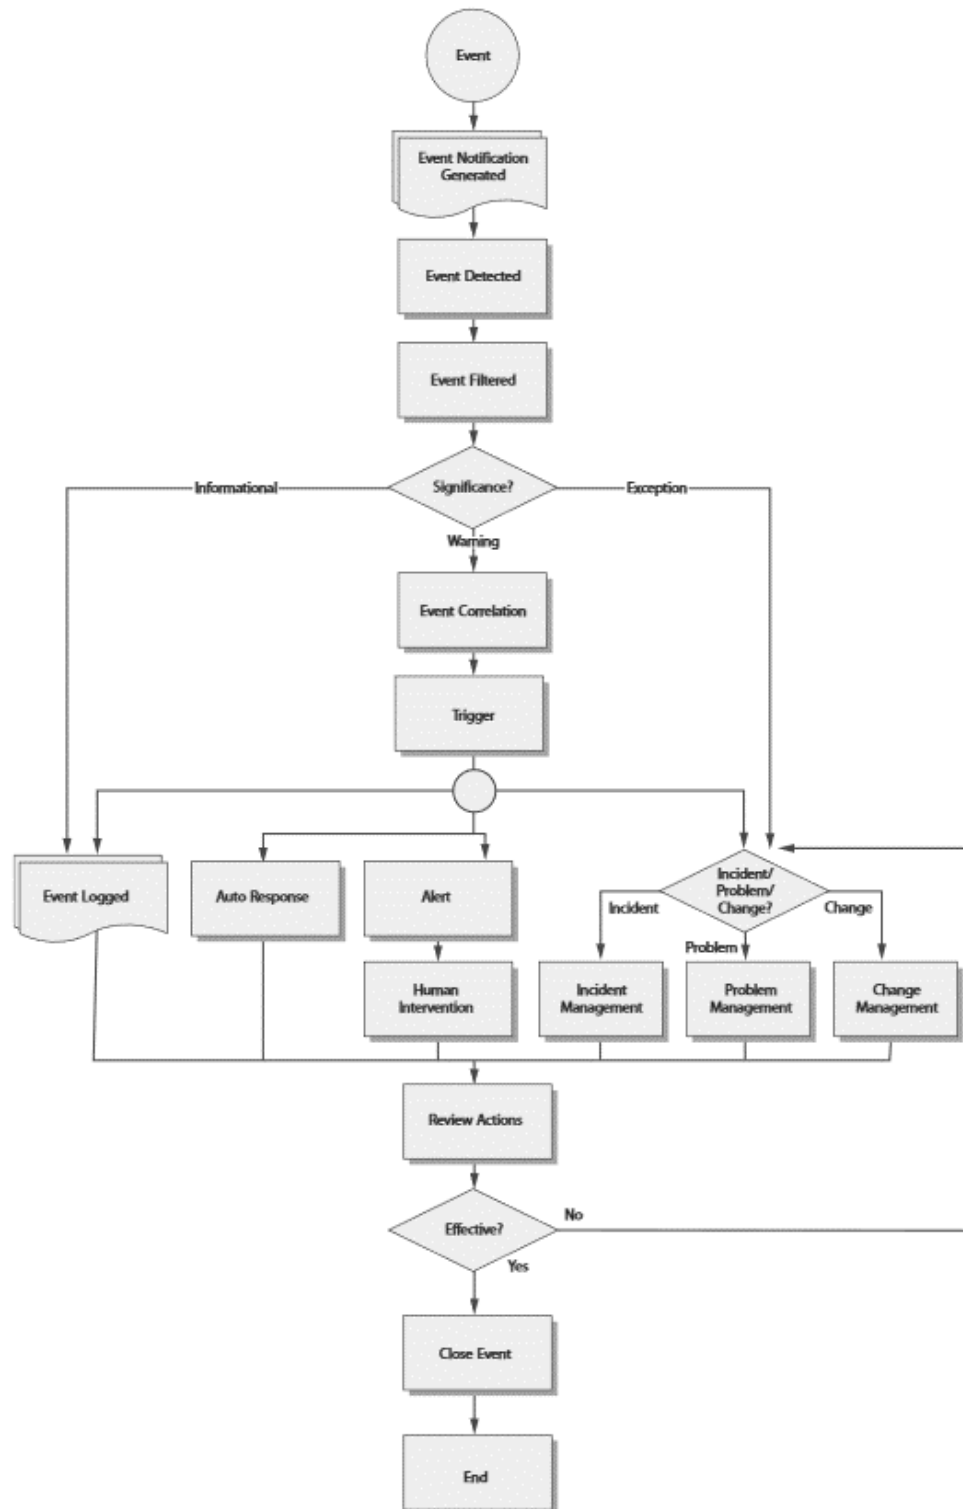 Event
Event Notification
Generated
Event Detected
Event Filtered
Informational
Significance?
Exception
Warning
Event Correlation
Trigger
Event Logged
Auto Response
Alert
Incident/
Problem/
Change?
Incident
Change
Problem
Human
Intervention
Incident
Management
Problem
Management
Change
Management
Review Actions
Effective?
No
Yes
Close Event
End